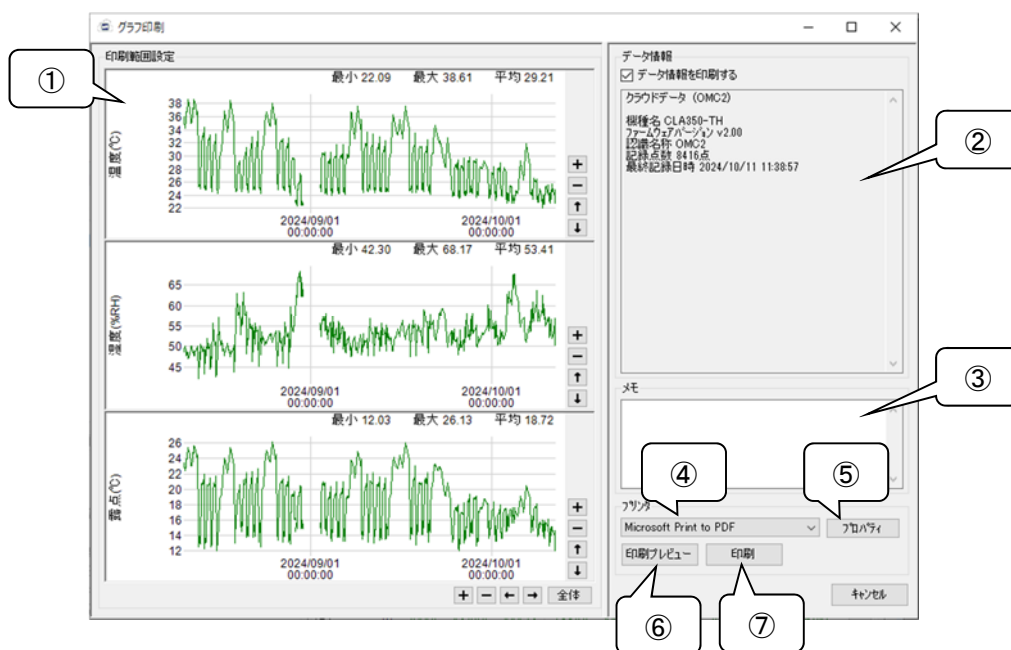 グラフ印刷
印刷範囲設定
①
最小 22.09 最大 38.61 平均 29.21
温度(℃)
38
36
34
32
30
28
26
24
22
2024/09/01
00:00:00
2024/10/01
00:00:00
+
−
↑
↓
最小 42.30 最大 68.17 平均 53.41
湿度(%RH)
65
60
55
50
45
2024/09/01
00:00:00
2024/10/01
00:00:00
+
−
↑
↓
最小 12.03 最大 26.13 平均 18.72
露点(℃)
26
24
22
20
18
16
14
12
2024/09/01
00:00:00
2024/10/01
00:00:00
+
−
↑
↓
+ − ← → 全体
データ情報
データ情報を印刷する
クラウドデータ (OMC2)
機種名 CLA350-TH
ファームウェアバージョン v2.00
認識名称 OMC2
記録点数 8416点
最終記録日時 2024/10/11 11:38:57
②
メモ
③
④
⑤
プリンタ
Microsoft Print to PDF
プロパティ
印刷プレビュー
印刷
キャンセル
⑥
⑦